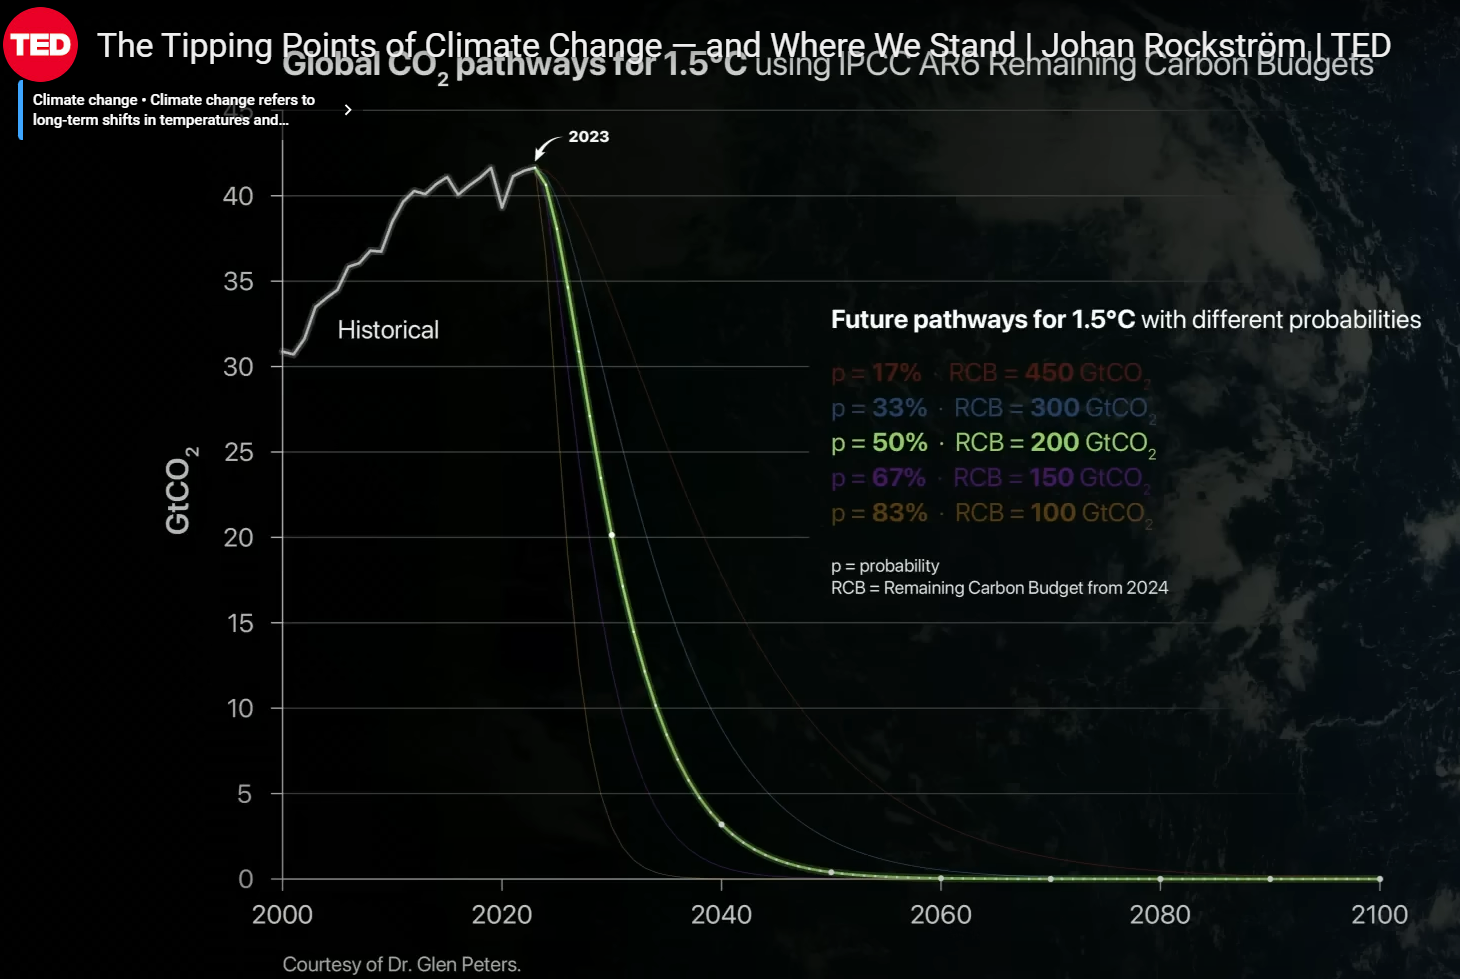 TED
The Tipping Points of Climate Change — and Where We Stand | Johan Rockström | TED
Global CO₂ pathways for 1.5°C using IPCC AR6 Remaining Carbon Budgets
Climate change • Climate change refers to
long-term shifts in temperatures and...
45
2023
40
35
Historical
30
25
20
15
10
5
0
GtCO₂
Future pathways for 1.5°C with different probabilities
p = 17% · RCB = 450 GtCO₂
p = 33% · RCB = 300 GtCO₂
p = 50% · RCB = 200 GtCO₂
p = 67% · RCB = 150 GtCO₂
p = 83% · RCB = 100 GtCO₂
p = probability
RCB = Remaining Carbon Budget from 2024
2000 2020 2040 2060 2080 2100
Courtesy of Dr. Glen Peters.